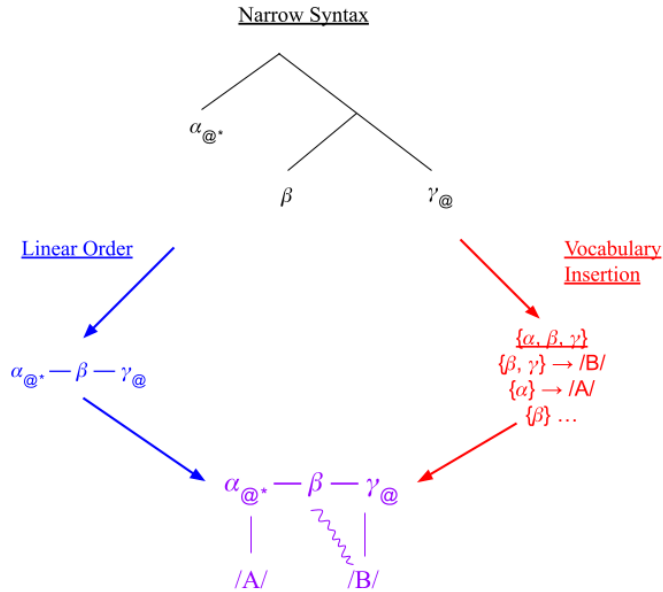 Narrow Syntax
α@*
β γ@
Linear Order
Vocabulary
Insertion
{α, β, γ}
{β, γ} → /B/
{α} → /A/
{β} …
α@* — β — γ@
α@* — β — γ@
/A/ /B/